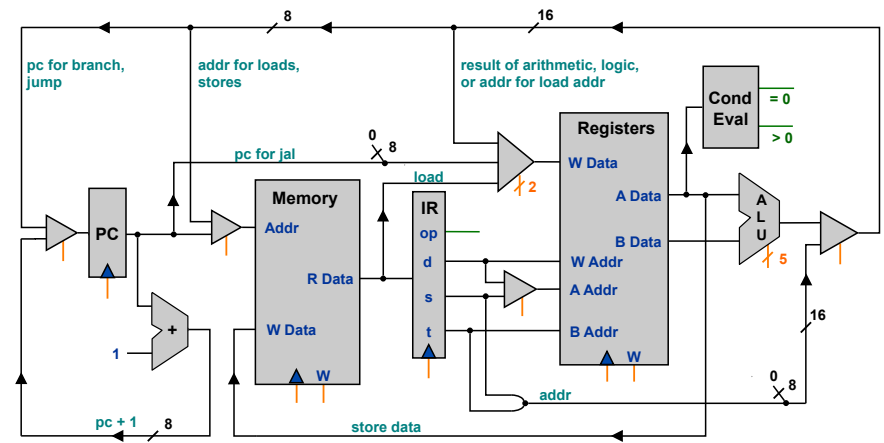 8
16
pc for branch,
jump
addr for loads,
stores
result of arithmetic, logic,
or addr for load addr
Cond
Eval
= 0
> 0
Registers
0
8
pc for jal
W Data
load
2
Memory
IR
A Data
A
L
U
PC
Addr
op
B Data
5
R Data
d
W Addr
s
A Addr
+
W Data
t
B Addr
16
1
W
W
0
8
addr
pc + 1
8
store data